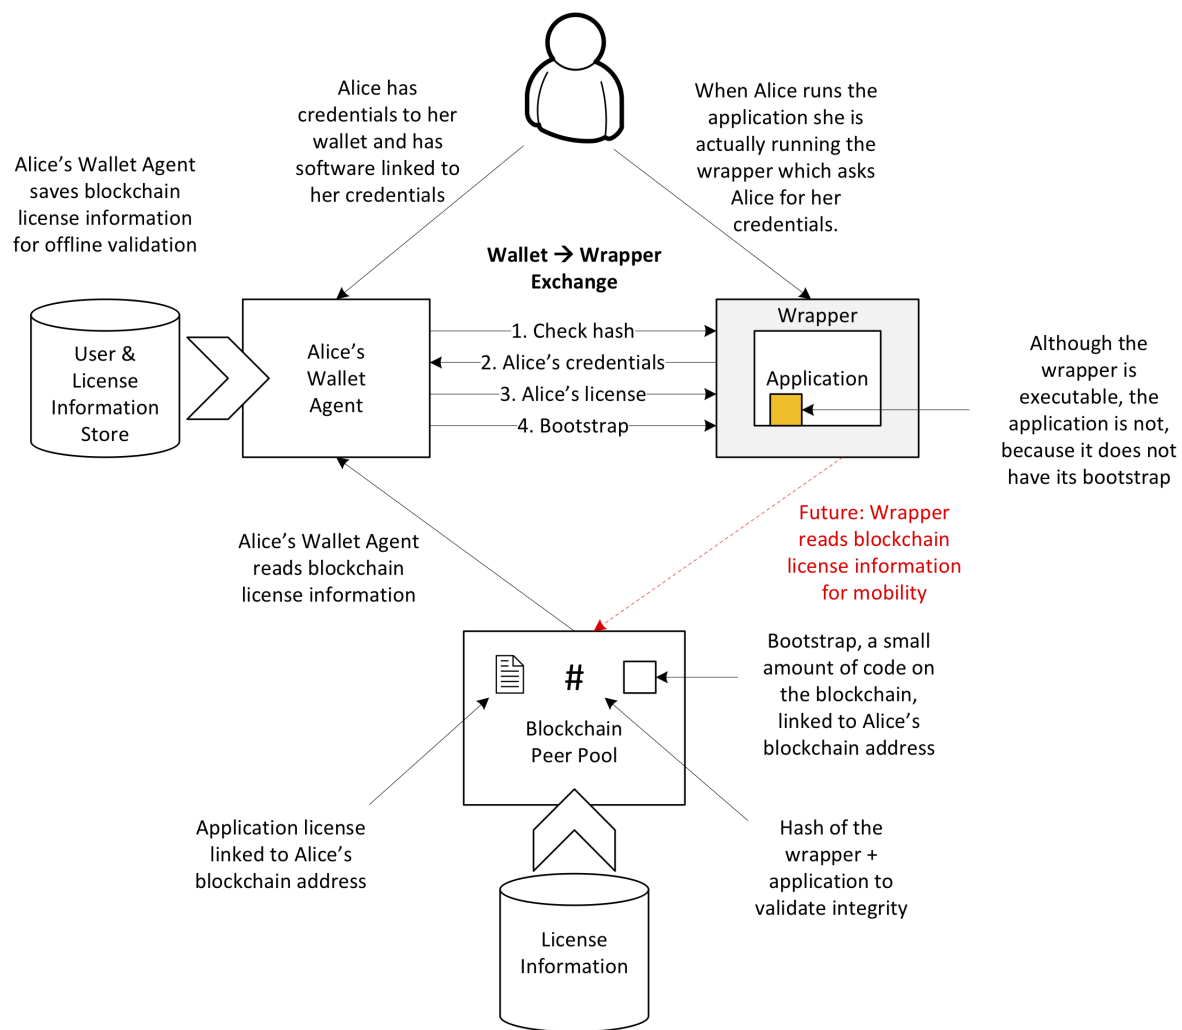 Alice has
credentials to her
wallet and has
software linked to
her credentials
When Alice runs the
application she is
actually running the
wrapper which asks
Alice for her
credentials.
Alice’s Wallet Agent
saves blockchain
license information
for offline validation
Wallet → Wrapper
Exchange
User &
License
Information
Store
Alice’s
Wallet
Agent
1. Check hash
2. Alice’s credentials
3. Alice’s license
4. Bootstrap
Wrapper
Application
Although the
wrapper is
executable, the
application is not,
because it does not
have its bootstrap
Alice’s Wallet Agent
reads blockchain
license information
Future: Wrapper
reads blockchain
license information
for mobility
#
Blockchain
Peer Pool
Bootstrap, a small
amount of code on
the blockchain,
linked to Alice’s
blockchain address
Application license
linked to Alice’s
blockchain address
Hash of the
wrapper +
application to
validate integrity
License
Information